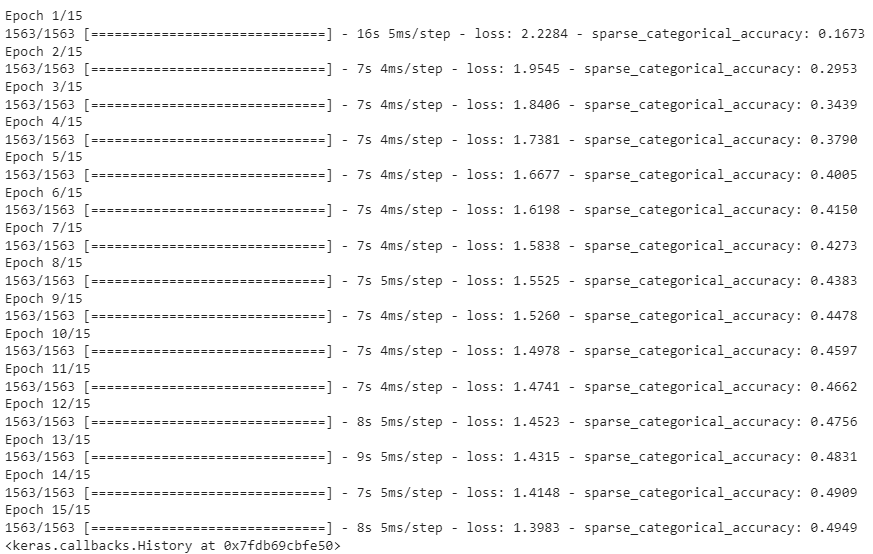 Epoch 1/15
1563/1563 [==============================] - 16s 5ms/step - loss: 2.2284 - sparse_categorical_accuracy: 0.1673
Epoch 2/15
1563/1563 [==============================] - 7s 4ms/step - loss: 1.9545 - sparse_categorical_accuracy: 0.2953
Epoch 3/15
1563/1563 [==============================] - 7s 4ms/step - loss: 1.8406 - sparse_categorical_accuracy: 0.3439
Epoch 4/15
1563/1563 [==============================] - 7s 4ms/step - loss: 1.7381 - sparse_categorical_accuracy: 0.3790
Epoch 5/15
1563/1563 [==============================] - 7s 4ms/step - loss: 1.6677 - sparse_categorical_accuracy: 0.4005
Epoch 6/15
1563/1563 [==============================] - 7s 4ms/step - loss: 1.6198 - sparse_categorical_accuracy: 0.4150
Epoch 7/15
1563/1563 [==============================] - 7s 4ms/step - loss: 1.5838 - sparse_categorical_accuracy: 0.4273
Epoch 8/15
1563/1563 [==============================] - 7s 5ms/step - loss: 1.5525 - sparse_categorical_accuracy: 0.4383
Epoch 9/15
1563/1563 [==============================] - 7s 4ms/step - loss: 1.5260 - sparse_categorical_accuracy: 0.4478
Epoch 10/15
1563/1563 [==============================] - 7s 4ms/step - loss: 1.4978 - sparse_categorical_accuracy: 0.4597
Epoch 11/15
1563/1563 [==============================] - 7s 4ms/step - loss: 1.4741 - sparse_categorical_accuracy: 0.4662
Epoch 12/15
1563/1563 [==============================] - 8s 5ms/step - loss: 1.4523 - sparse_categorical_accuracy: 0.4756
Epoch 13/15
1563/1563 [==============================] - 9s 5ms/step - loss: 1.4315 - sparse_categorical_accuracy: 0.4831
Epoch 14/15
1563/1563 [==============================] - 7s 5ms/step - loss: 1.4148 - sparse_categorical_accuracy: 0.4909
Epoch 15/15
1563/1563 [==============================] - 8s 5ms/step - loss: 1.3983 - sparse_categorical_accuracy: 0.4949
<keras.callbacks.History at 0x7fdb69cbfe50>